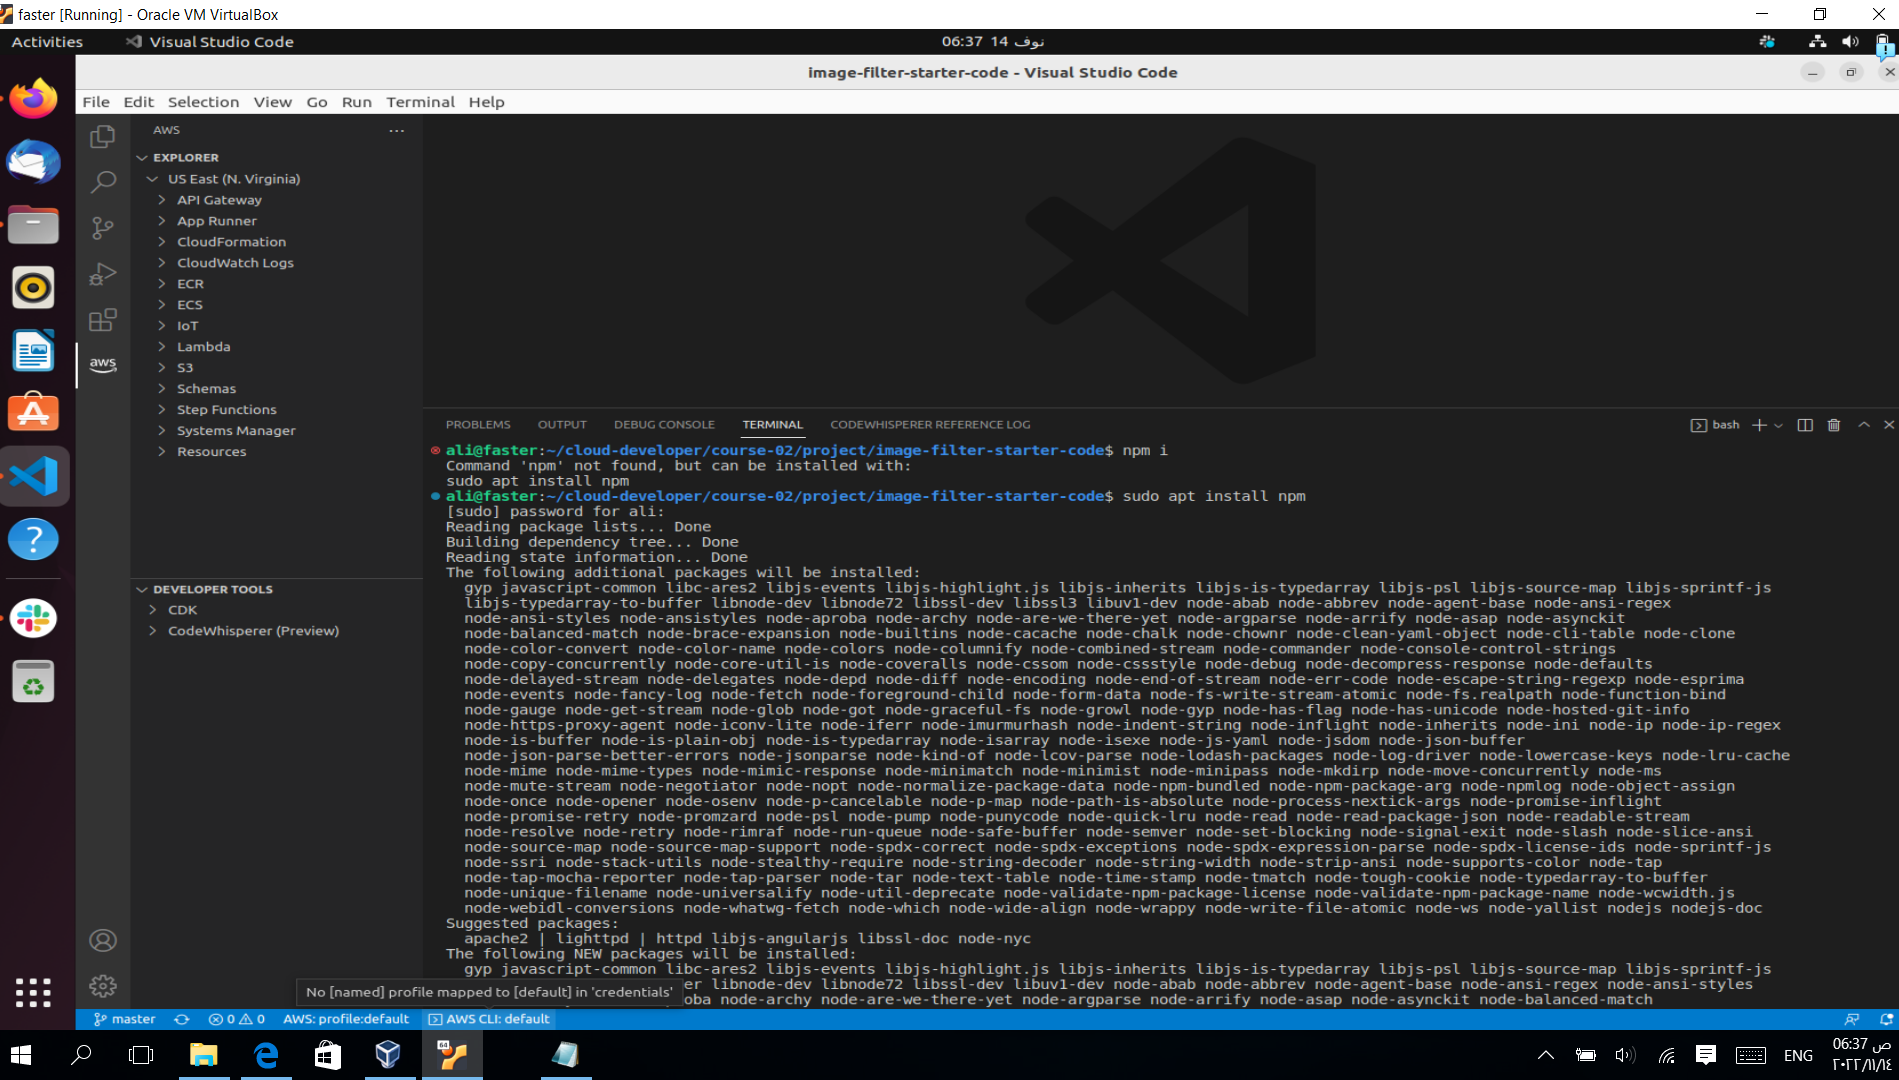 faster [Running] - Oracle VM VirtualBox
Activities
Visual Studio Code
06:37 14 نوف
image-filter-starter-code - Visual Studio Code
File Edit Selection View Go Run Terminal Help
AWS
EXPLORER
US East (N. Virginia)
API Gateway
App Runner
CloudFormation
CloudWatch Logs
ECR
ECS
IoT
Lambda
S3
Schemas
Step Functions
Systems Manager
Resources
DEVELOPER TOOLS
CDK
CodeWhisperer (Preview)
aws
PROBLEMS OUTPUT DEBUG CONSOLE TERMINAL CODEWHISPERER REFERENCE LOG
bash
ali@faster:~/cloud-developer/course-02/project/image-filter-starter-code$ npm i
Command 'npm' not found, but can be installed with:
sudo apt install npm
ali@faster:~/cloud-developer/course-02/project/image-filter-starter-code$ sudo apt install npm
[sudo] password for ali:
Reading package lists... Done
Building dependency tree... Done
Reading state information... Done
The following additional packages will be installed:
gyp javascript-common libc-ares2 libjs-events libjs-highlight.js libjs-inherits libjs-is-typedarray libjs-psl libjs-source-map libjs-sprintf-js
libjs-typedarray-to-buffer libnode-dev libnode72 libssl-dev libssl3 libuv1-dev node-abab node-abbrev node-agent-base node-ansi-regex
node-ansi-styles node-ansistyles node-aproba node-archy node-are-we-there-yet node-argparse node-arrify node-asap node-asynckit
node-balanced-match node-brace-expansion node-builtins node-cacache node-chalk node-chownr node-clean-yaml-object node-cli-table node-clone
node-color-convert node-color-name node-colors node-columnify node-combined-stream node-commander node-console-control-strings
node-copy-concurrently node-core-util-is node-coveralls node-cssom node-cssstyle node-debug node-decompress-response node-defaults
node-delayed-stream node-delegates node-depd node-diff node-encoding node-end-of-stream node-err-code node-escape-string-regexp node-esprima
node-events node-fancy-log node-fetch node-foreground-child node-form-data node-fs-write-stream-atomic node-fs.realpath node-function-bind
node-gauge node-get-stream node-glob node-got node-graceful-fs node-growl node-gyp node-has-flag node-has-unicode node-hosted-git-info
node-https-proxy-agent node-iconv-lite node-iferr node-imurmurhash node-indent-string node-inflight node-inherits node-ini node-ip node-ip-regex
node-is-buffer node-is-plain-obj node-is-typedarray node-isarray node-isexe node-js-yaml node-jsdom node-json-buffer
node-json-parse-better-errors node-jsonparse node-kind-of node-lcov-parse node-lodash-packages node-log-driver node-lowercase-keys node-lru-cache
node-mime node-mime-types node-mimic-response node-minimatch node-minimist node-minipass node-mkdirp node-move-concurrently node-ms
node-mute-stream node-negotiator node-nopt node-normalize-package-data node-npm-bundled node-npm-package-arg node-npmlog node-object-assign
node-once node-opener node-osenv node-p-cancelable node-p-map node-path-is-absolute node-process-nextick-args node-promise-inflight
node-promise-retry node-promzard node-psl node-pump node-punycode node-quick-lru node-read node-read-package-json node-readable-stream
node-resolve node-retry node-rimraf node-run-queue node-safe-buffer node-semver node-set-blocking node-signal-exit node-slash node-slice-ansi
node-source-map node-source-map-support node-spdx-correct node-spdx-exceptions node-spdx-expression-parse node-spdx-license-ids node-sprintf-js
node-ssri node-stack-utils node-stealthy-require node-string-decoder node-string-width node-strip-ansi node-supports-color node-tap
node-tap-mocha-reporter node-tap-parser node-tar node-text-table node-time-stamp node-tmatch node-tough-cookie node-typedarray-to-buffer
node-unique-filename node-universalify node-util-deprecate node-validate-npm-package-license node-validate-npm-package-name node-wcwidth.js
node-webidl-conversions node-whatwg-fetch node-which node-wide-align node-wrappy node-write-file-atomic node-ws node-yallist nodejs nodejs-doc
Suggested packages:
apache2 | lighttpd | httpd libjs-angularjs libssl-doc node-nyc
The following NEW packages will be installed:
gyp javascript-common libc-ares2 libjs-events libjs-highlight.js libjs-inherits libjs-is-typedarray libjs-psl libjs-source-map libjs-sprintf-js
er libnode-dev libnode72 libssl-dev libuv1-dev node-abab node-abbrev node-agent-base node-ansi-regex node-ansi-styles
oba node-archy node-are-we-there-yet node-argparse node-arrify node-asap node-asynckit node-balanced-match
No [named] profile mapped to [default] in 'credentials'
master 0 0 AWS: profile:default AWS CLI: default
64
ENG
06:37 ص
٢٠٢٢/١١/١٤